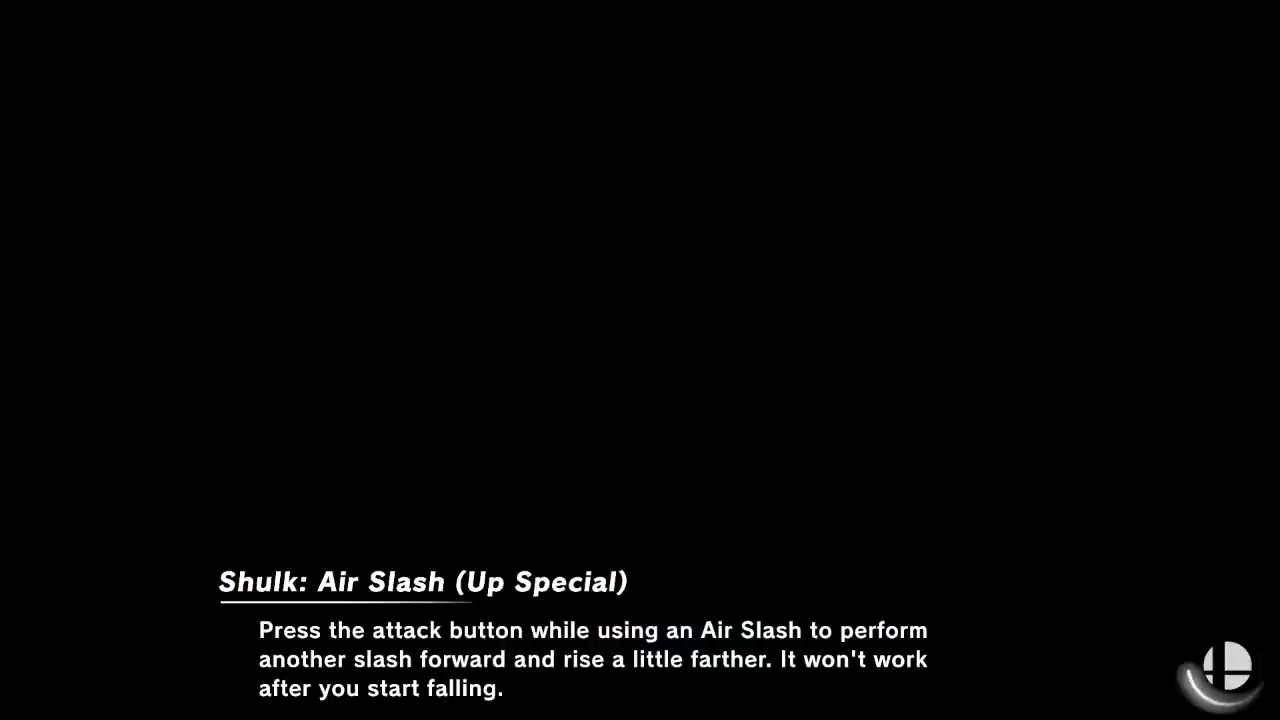 Shulk: Air Slash (Up Special)
Press the attack button while using an Air Slash to perform
another slash forward and rise a little farther. It won't work
after you start falling.